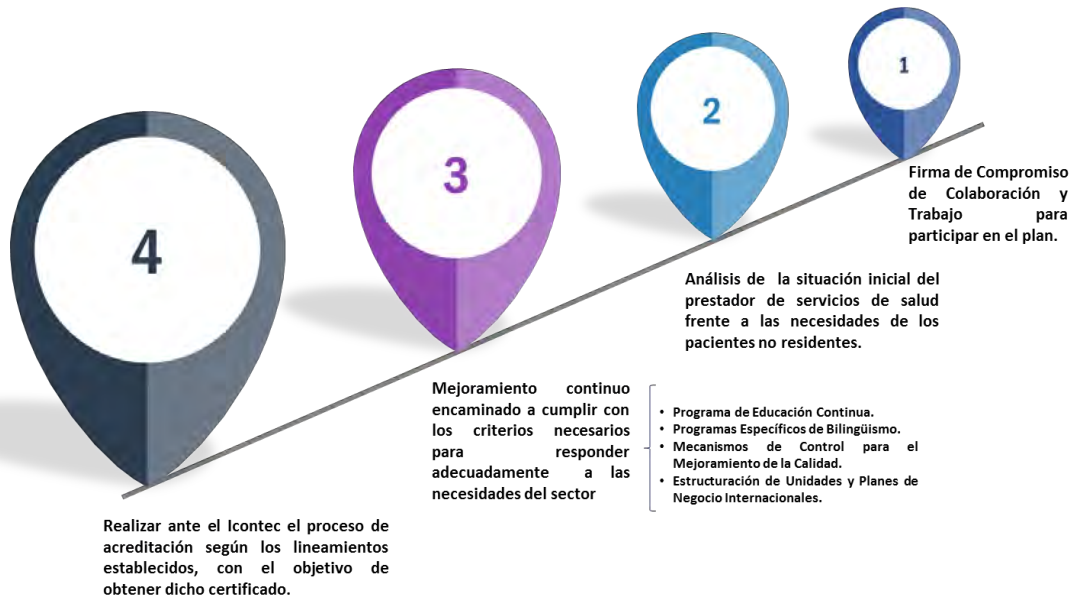 1
Firma de Compromiso
de Colaboración y
Trabajo para
participar en el plan.
2
Análisis de la situación inicial del
prestador de servicios de salud
frente a las necesidades de los
pacientes no residentes.
3
Mejoramiento continuo
encaminado a cumplir con
los criterios necesarios
para responder
adecuadamente a las
necesidades del sector
• Programa de Educación Continua.
• Programas Específicos de Bilingüismo.
• Mecanismos de Control para el
Mejoramiento de la Calidad.
• Estructuración de Unidades y Planes de
Negocio Internacionales.
4
Realizar ante el Icontec el proceso de
acreditación según los lineamientos
establecidos, con el objetivo de
obtener dicho certificado.